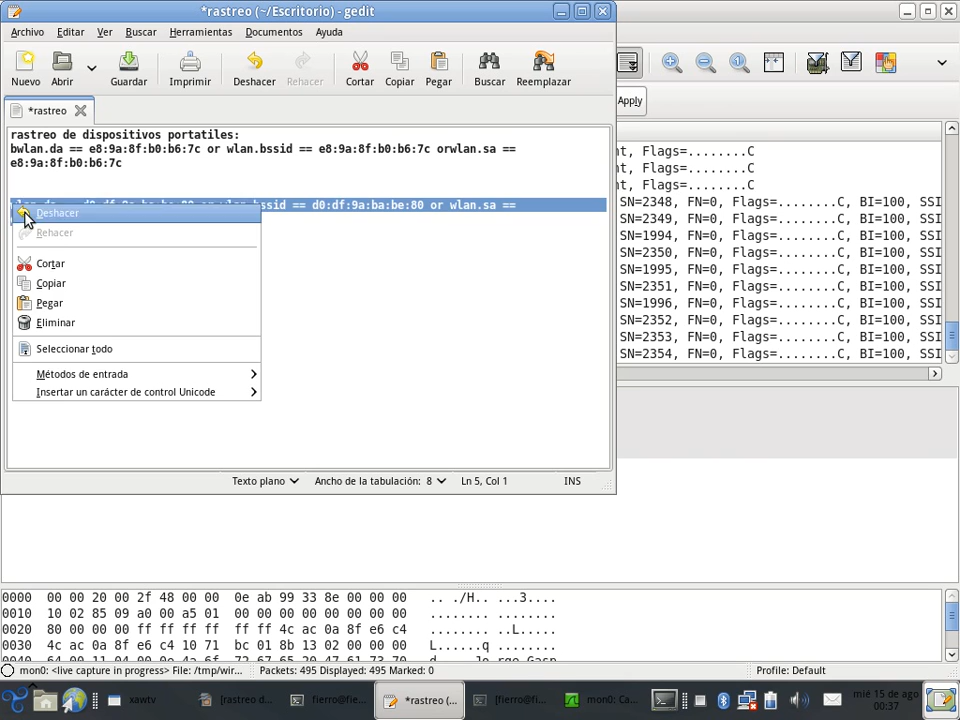 *rastreo (~/Escritorio) - gedit
Archivo Editar Ver Buscar Herramientas Documentos Ayuda
Nuevo Abrir Guardar Imprimir Deshacer Rehacer Cortar Copiar Pegar Buscar Reemplazar
*rastreo
Apply
rastreo de dispositivos portatiles:
bwlan.da == e8:9a:8f:b0:b6:7c or wlan.bssid == e8:9a:8f:b0:b6:7c orwlan.sa ==
e8:9a:8f:b0:b6:7c
== d0:df:9a:ba:be:80 or wlan.sa ==
Deshacer
Rehacer
Cortar
Copiar
Pegar
Eliminar
Seleccionar todo
Métodos de entrada
Insertar un carácter de control Unicode
Flags=........C
Flags=........C
SN=2348, FN=0, Flags=........C, BI=100, SSI
SN=2349, FN=0, Flags=........C, BI=100, SSI
SN=1994, FN=0, Flags=........C, BI=100, SSI
SN=2350, FN=0, Flags=........C, BI=100, SSI
SN=1995, FN=0, Flags=........C, BI=100, SSI
SN=2351, FN=0, Flags=........C, BI=100, SSI
SN=1996, FN=0, Flags=........C, BI=100, SSI
SN=2352, FN=0, Flags=........C, BI=100, SSI
SN=2353, FN=0, Flags=........C, BI=100, SSI
SN=2354, FN=0, Flags=........C, BI=100, SSI
Texto plano Ancho de la tabulación: 8 Ln 5, Col 1 INS
0000 00 00 20 00 2f 48 00 00 0e ab 99 33 8e 00 00 00 .. ./H.. ...3....
0010 10 02 85 09 a0 00 a5 01 00 00 00 00 00 00 00 00 ........ ........
0020 80 00 00 00 ff ff ff ff ff ff 4c ac 0a 8f e6 c4 ........ ..L.....
0030 4c ac 0a 8f e6 c4 10 71 bc 01 8b 13 02 00 00 00 L......q ........
mon0: <live capture in progress> File: /tmp/wir... Packets: 495 Displayed: 495 Marked: 0 Profile: Default
xawtv [rastreo d... fierro@fie... *rastreo (... [fierro@fi... mon0: Ca... mié 15 de ago
00:37